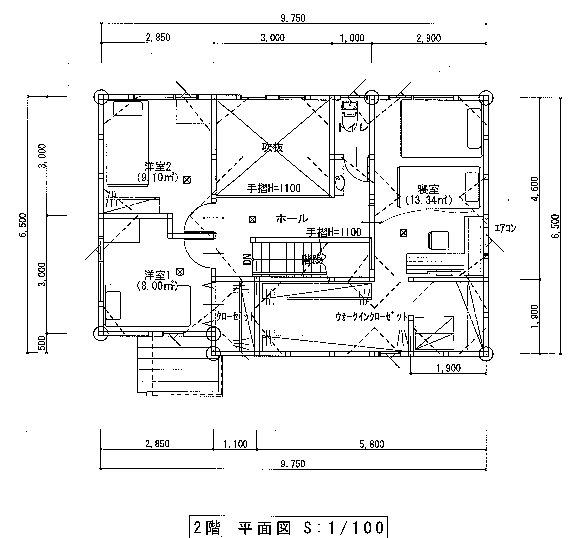 9.750
2,850 3,000 1,000 2,900
3,000
6,500
3,000
500
4,600
6,500
1,900
トイレ
吹抜
洋室2
(9.10㎡)
寝室
(13.34㎡)
手摺H=1100
ホール
手摺H=1100
エアコン
DN
階段
洋室1
(8.00㎡)
クローゼット
ウオークインクローゼット
1,900
2,850 1.100 5,800
9.750
2階 平面図 S:1/100